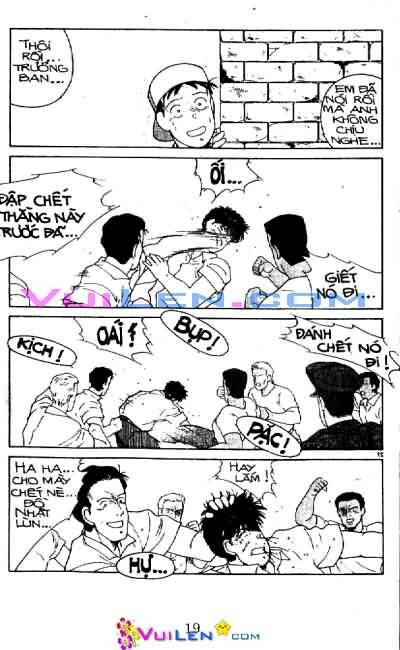 THÔI
RỒI...
TRƯỞNG
BAN...
EM ĐÃ
NÓI RỒI
MÀ ANH
KHÔNG
CHỊU
NGHE...
ỐI...
ĐẬP CHẾT
THẰNG NÀY
TRƯỚC ĐÃ...
GIẾT
NÓ ĐI...
VUILEN.COM
KỊCH!
OÁI!
BỤP!
ĐÁNH
CHẾT NÓ
ĐI!
ĐẶC!
HA HA...
CHO MÀY
CHẾT NÈ...
ĐỒ
NHÁT
LUN...
HAY
LẮM!
HỰ...
19
VUILEN.COM